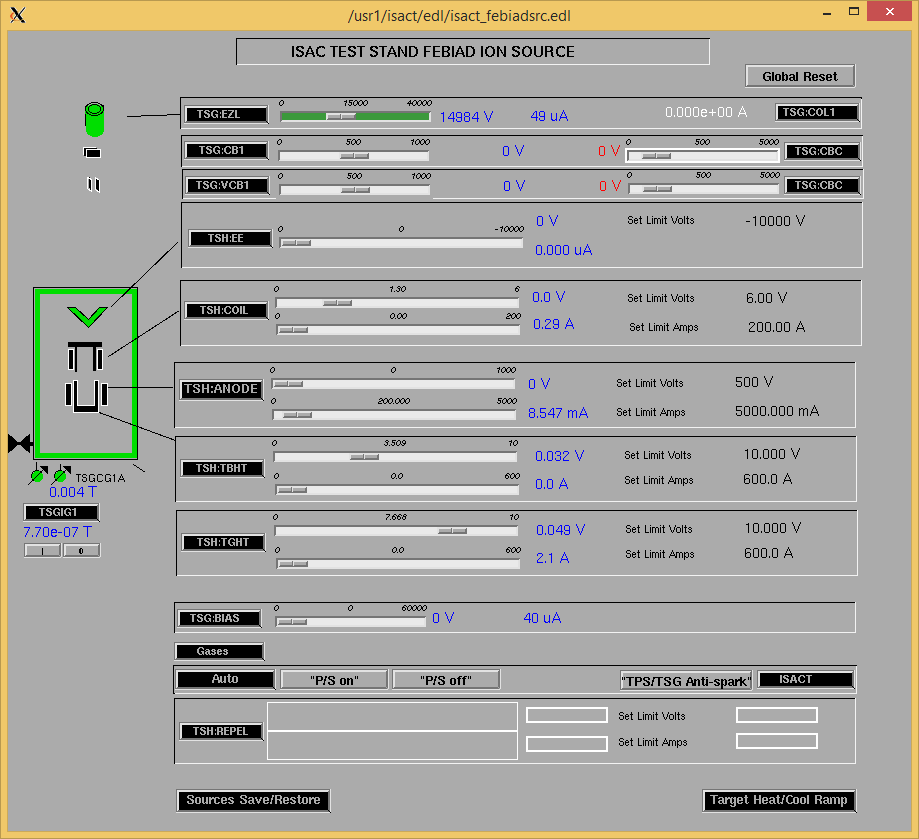 /usr1/isact/edl/isact_febiadsrc.edl
ISAC TEST STAND FEBIAD ION SOURCE
Global Reset
TSG:EZL 0 15000 40000 14984 V 49 uA 0.000e+00 A TSG:COL1
TSG:CB1 0 500 1000 0 V 0 V 0 500 5000 TSG:CBC
TSG:VCB1 0 500 1000 0 V 0 V 0 500 5000 TSG:CBC
TSH:EE 0 0 -10000 0 V Set Limit Volts -10000 V
0.000 uA
TSH:COIL 0 1.30 6 0.0 V Set Limit Volts 6.00 V
0 0.00 200 0.29 A Set Limit Amps 200.00 A
TSH:ANODE 0 0 1000 0 V Set Limit Volts 500 V
0 200.000 5000 8.547 mA Set Limit Amps 5000.000 mA
TSH:TBHT 0 3.509 10 0.032 V Set Limit Volts 10.000 V
0 0.0 600 0.0 A Set Limit Amps 600.0 A
TSGCG1A
0.004 T
TSGIG1
7.70e-07 T
I 0
TSH:TGHT 0 7.668 10 0.049 V Set Limit Volts 10.000 V
0 0.0 600 2.1 A Set Limit Amps 600.0 A
TSG:BIAS 0 0 60000 0 V 40 uA
Gases
Auto "P/S on" "P/S off" "TPS/TSG Anti-spark" ISACT
TSH:REPEL Set Limit Volts
Set Limit Amps
Sources Save/Restore Target Heat/Cool Ramp